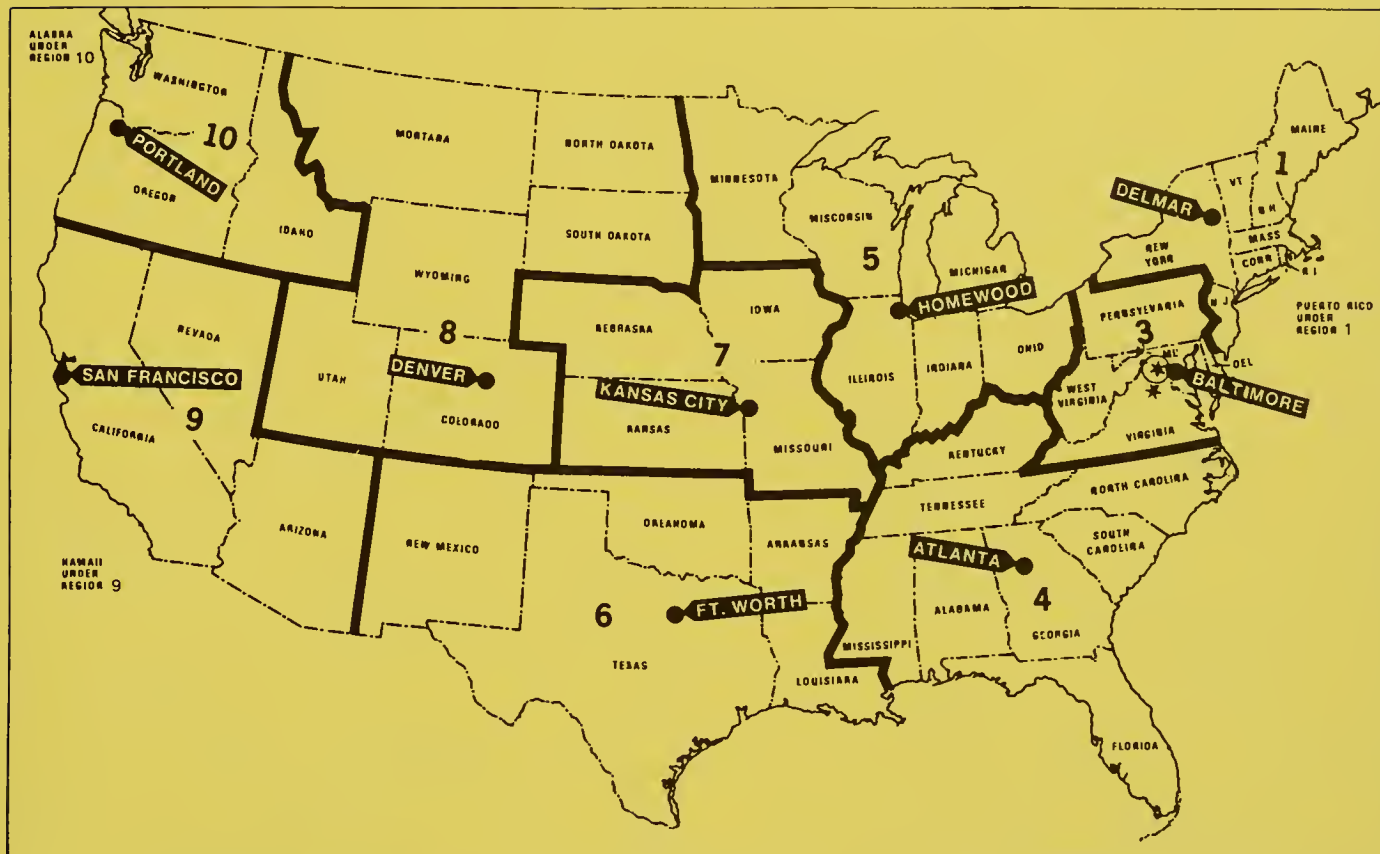 ALASKA
UNDER
REGION 10
WASHINGTON
10
PORTLAND
OREGON
IDAHO
MONTANA
NORTH DAKOTA
SOUTH DAKOTA
WYOMING
8
MINNESOTA
WISCONSIN
5
MICHIGAN
HOMEWOOD
MAINE
1
VT
N H
DELMAR
NEW
YORK
MASS
CONN
R I
PUERTO RICO
UNDER
REGION 1
PENNSYLVANIA
N J
3
MD
DEL
BALTIMORE
WEST
VIRGINIA
VIRGINIA
NEVADA
SAN FRANCISCO
9
CALIFORNIA
UTAH
DENVER
COLORADO
NEBRASKA
IOWA
7
KANSAS CITY
KANSAS
MISSOURI
ILLINOIS
INDIANA
OHIO
KENTUCKY
TENNESSEE
NORTH CAROLINA
SOUTH
CAROLINA
HAWAII
UNDER
REGION 9
ARIZONA
NEW MEXICO
OKLAHOMA
ARKANSAS
6
FT. WORTH
TEXAS
LOUISIANA
MISSISSIPPI
ALABAMA
ATLANTA
4
GEORGIA
FLORIDA